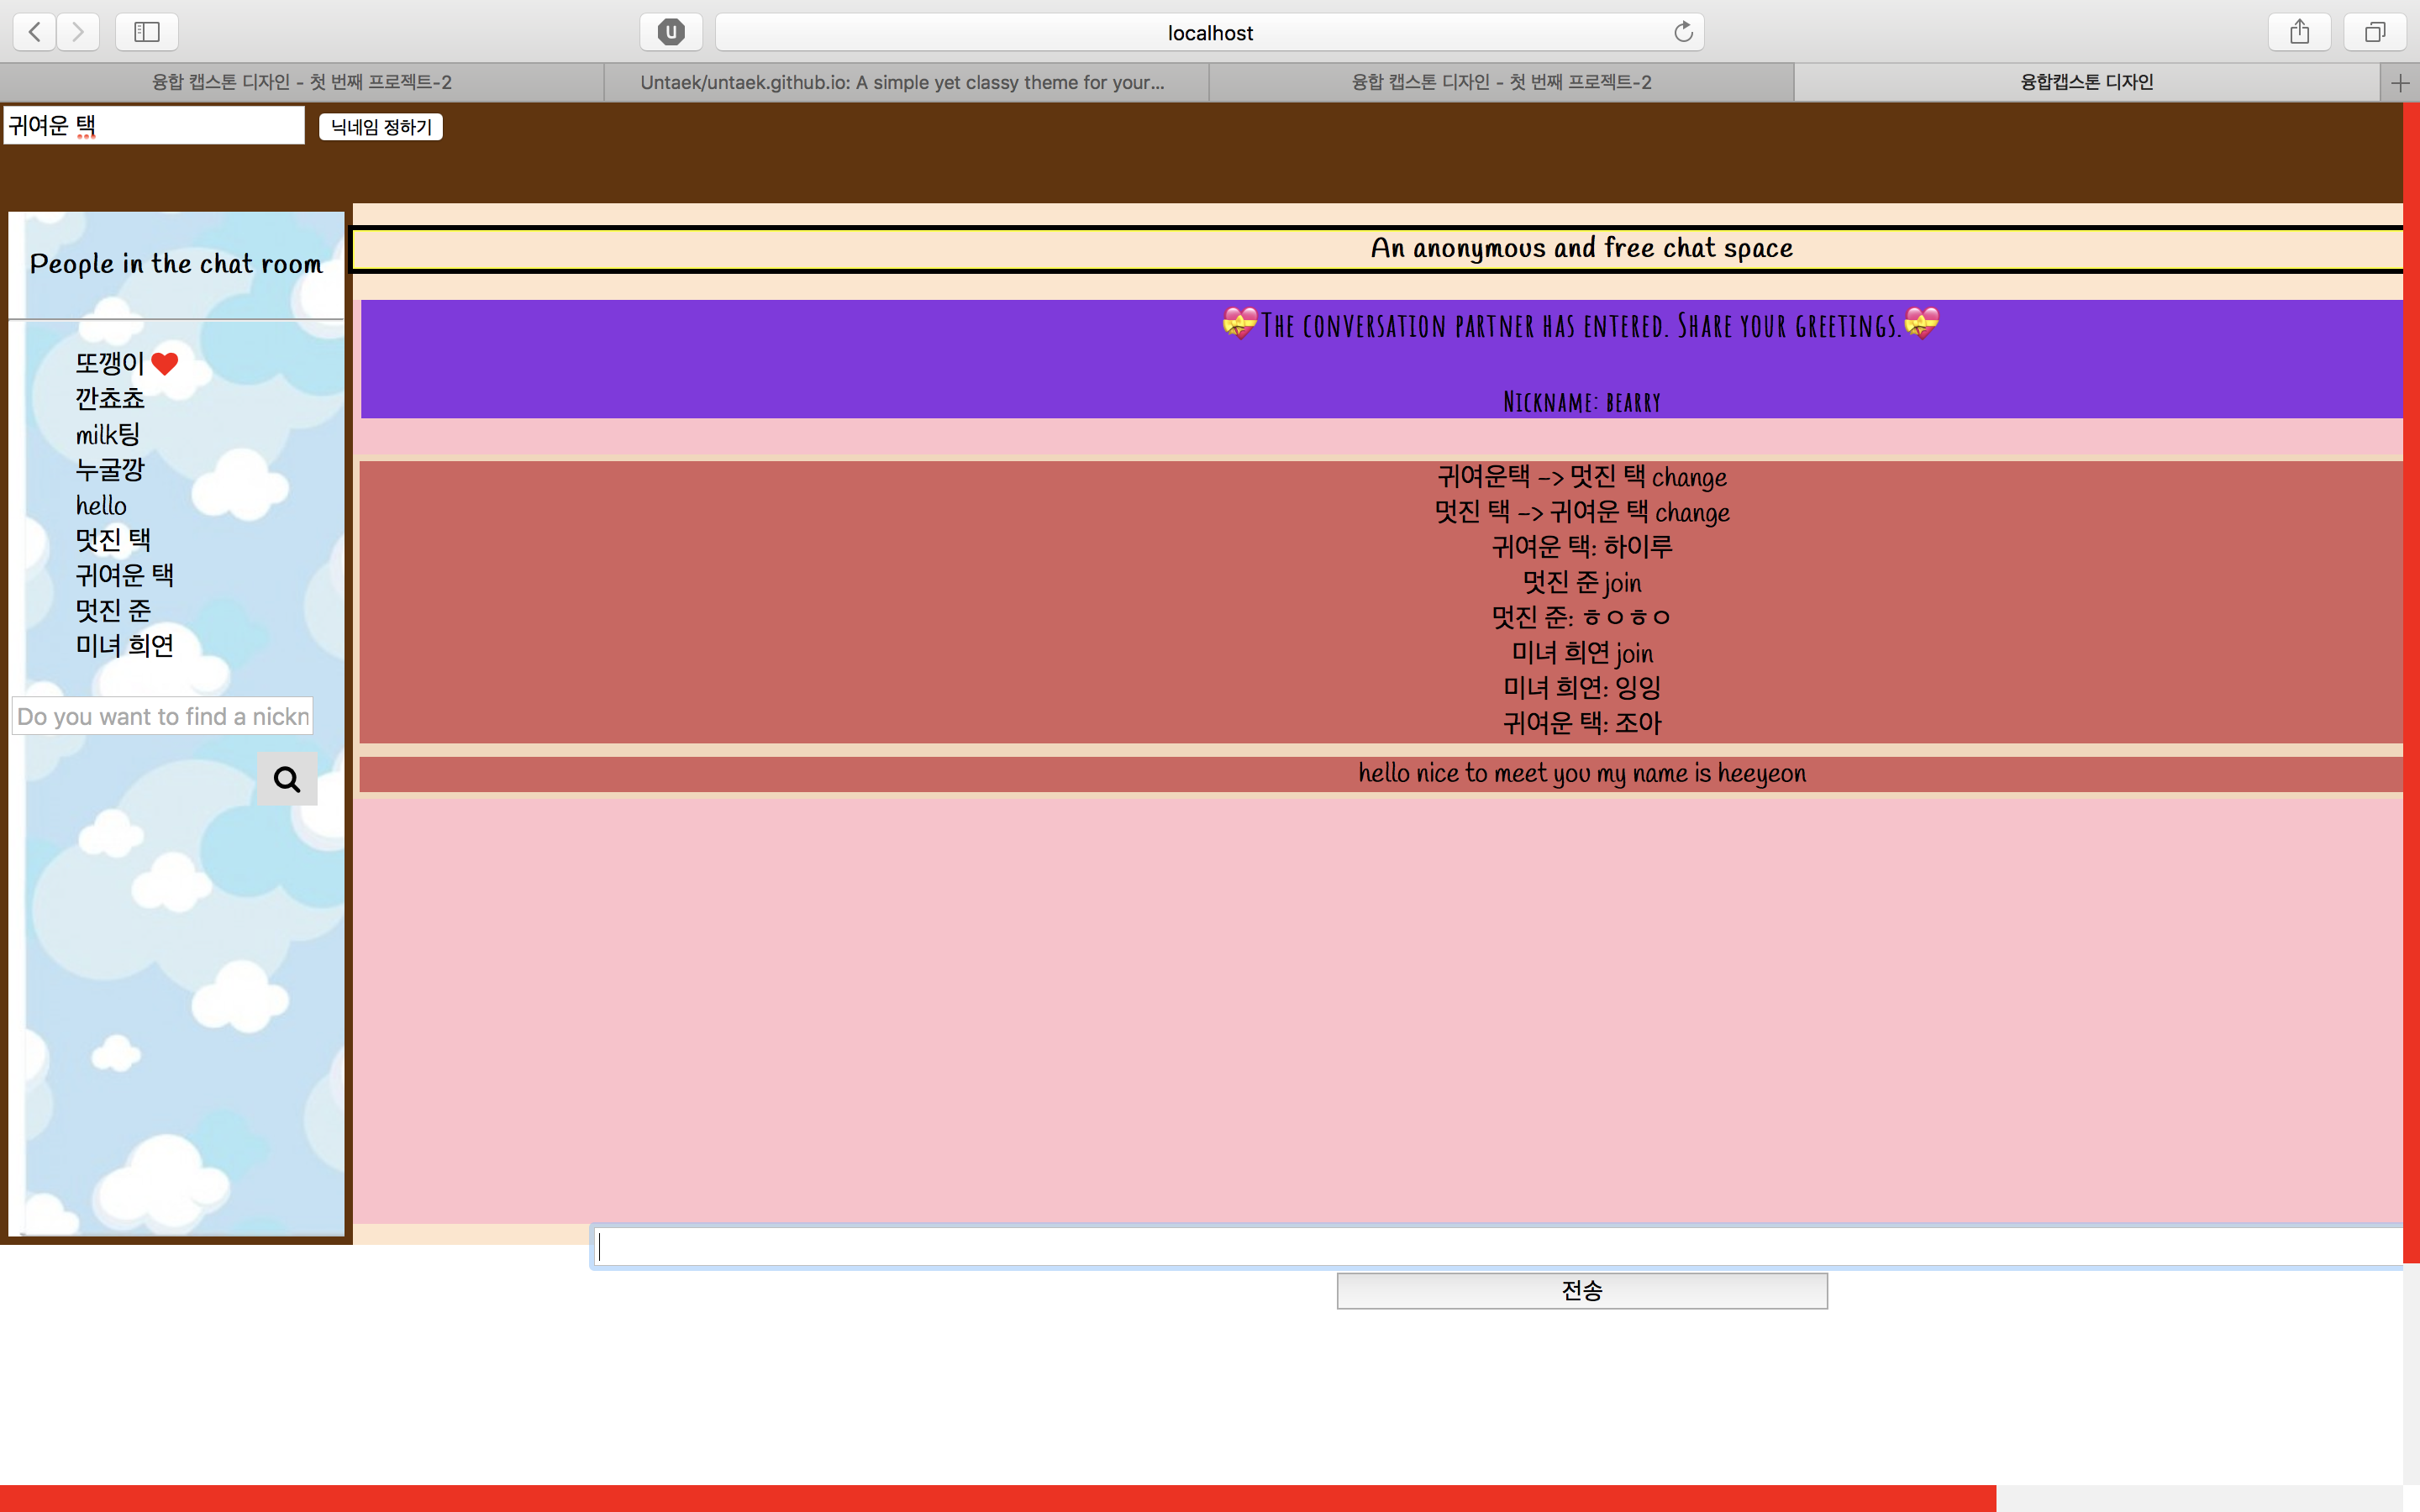 U
localhost
융합 캡스톤 디자인 - 첫 번째 프로젝트-2
Untaek/untaek.github.io: A simple yet classy theme for your...
융합 캡스톤 디자인 - 첫 번째 프로젝트-2
융합캡스톤 디자인
귀여운 택
닉네임 정하기
People in the chat room
또깽이
깐쵸쵸
milk팅
누굴깡
hello
멋진 택
귀여운 택
멋진 준
미녀 희연
Do you want to find a nickn
An anonymous and free chat space
The conversation partner has entered. Share your greetings.
Nickname: bearry
귀여운택 -> 멋진 택 change
멋진 택 -> 귀여운 택 change
귀여운 택: 하이루
멋진 준 join
멋진 준: ㅎㅇㅎㅇ
미녀 희연 join
미녀 희연: 잉잉
귀여운 택: 조아
hello nice to meet you my name is heeyeon
전송